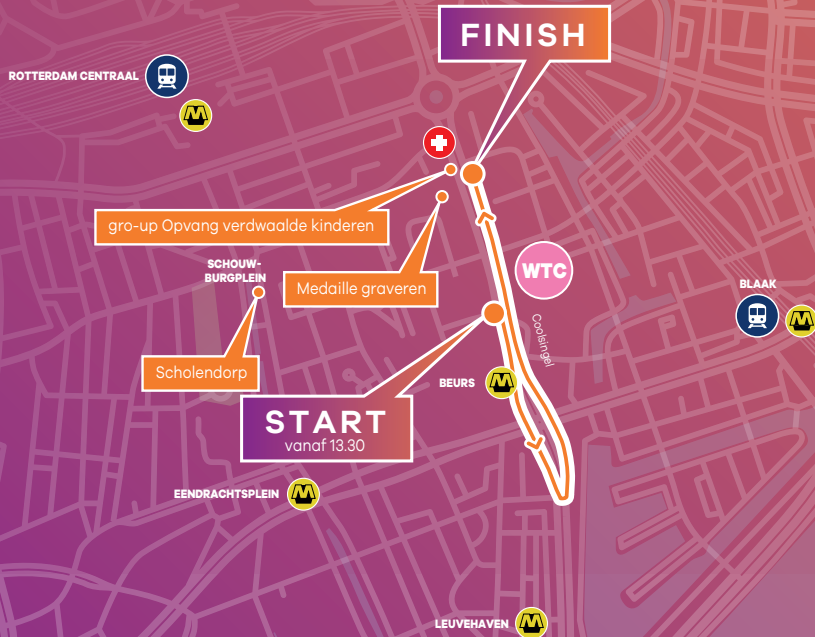 FINISH
ROTTERDAM CENTRAAL
M
gro-up Opvang verdwaalde kinderen
SCHOUW-
BURGPLEIN
WTC
Medaille graveren
BLAAK
M
Coolsingel
Scholendorp
BEURS
M
START
vanaf 13.30
EENDRACHTSPLEIN
M
LEUVEHAVEN
M